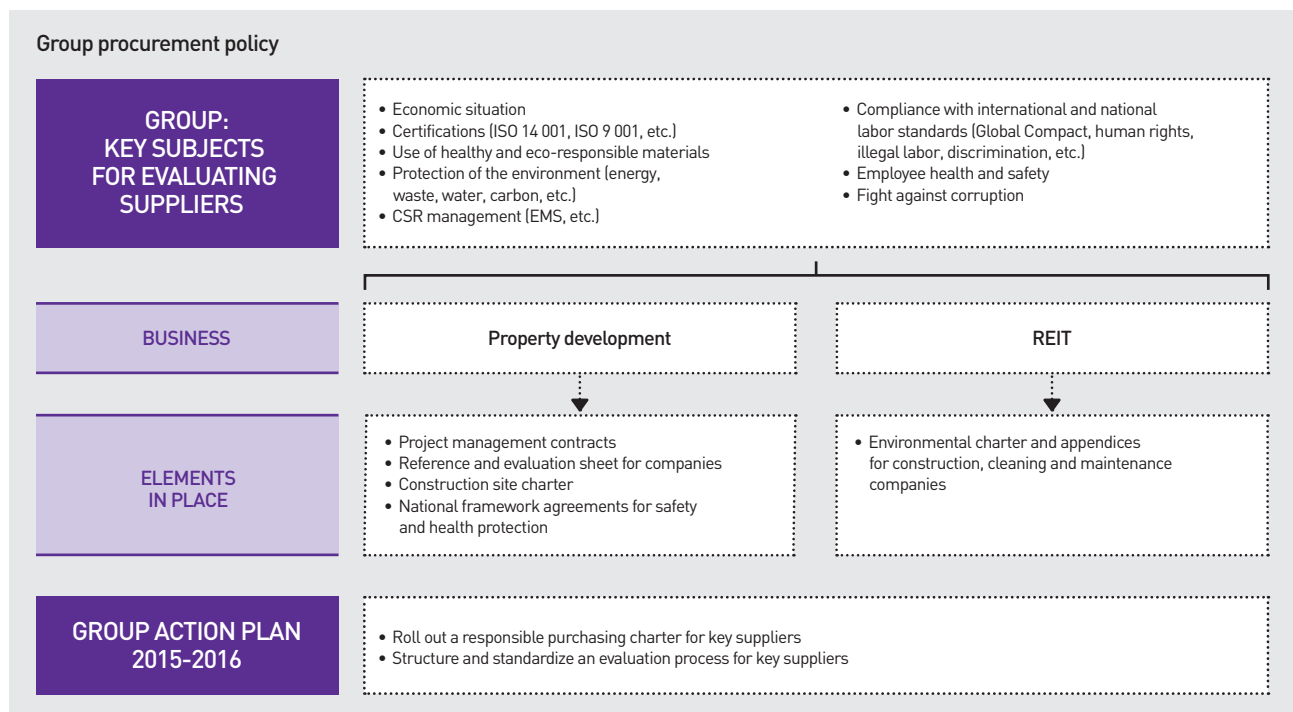 Group procurement policy
GROUP:
KEY SUBJECTS
FOR EVALUATING
SUPPLIERS
• Economic situation
• Certifications (ISO 14 001, ISO 9 001, etc.)
• Use of healthy and eco-responsible materials
• Protection of the environment (energy,
waste, water, carbon, etc.)
• CSR management (EMS, etc.)
• Compliance with international and national
labor standards (Global Compact, human rights,
illegal labor, discrimination, etc.)
• Employee health and safety
• Fight against corruption
BUSINESS
Property development
REIT
ELEMENTS
IN PLACE
• Project management contracts
• Reference and evaluation sheet for companies
• Construction site charter
• National framework agreements for safety
and health protection
• Environmental charter and appendices
for construction, cleaning and maintenance
companies
GROUP ACTION PLAN
2015-2016
• Roll out a responsible purchasing charter for key suppliers
• Structure and standardize an evaluation process for key suppliers